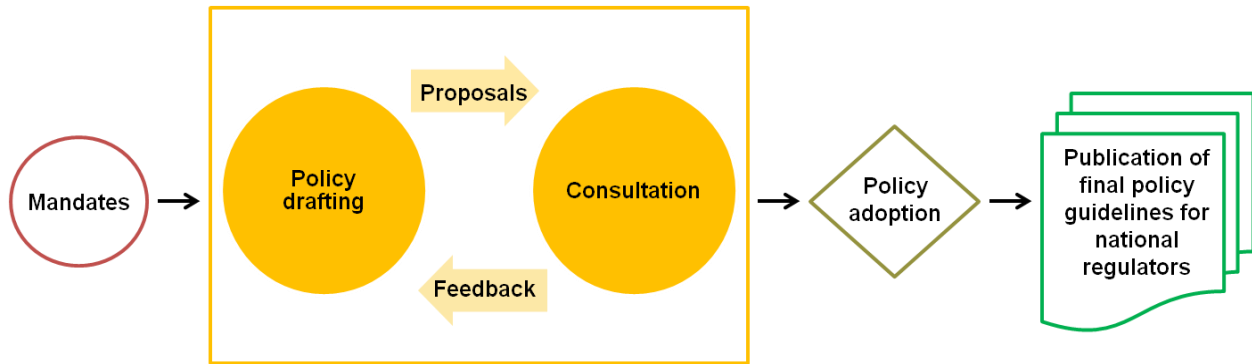 Mandates
Policy
drafting
Proposals
Feedback
Consultation
Policy
adoption
Publication of
final policy
guidelines for
national
regulators